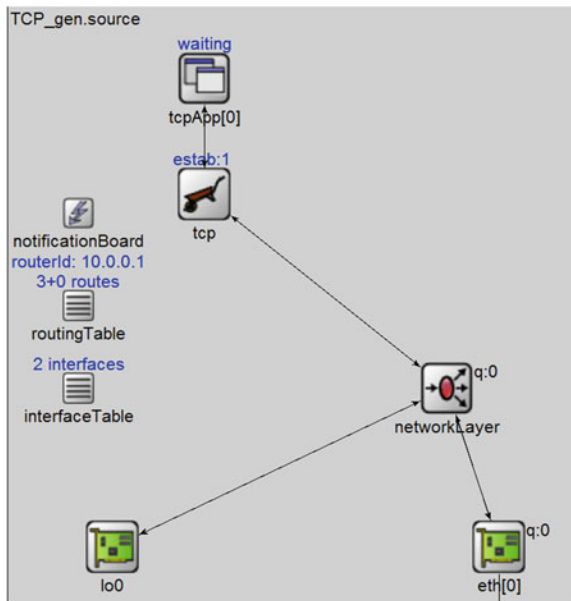 TCP_gen.source
waiting
tcpApp[0]
estab:1
tcp
notificationBoard
routerId: 10.0.0.1
3+0 routes
routingTable
2 interfaces
interfaceTable
q:0
networkLayer
lo0
q:0
eth[0]